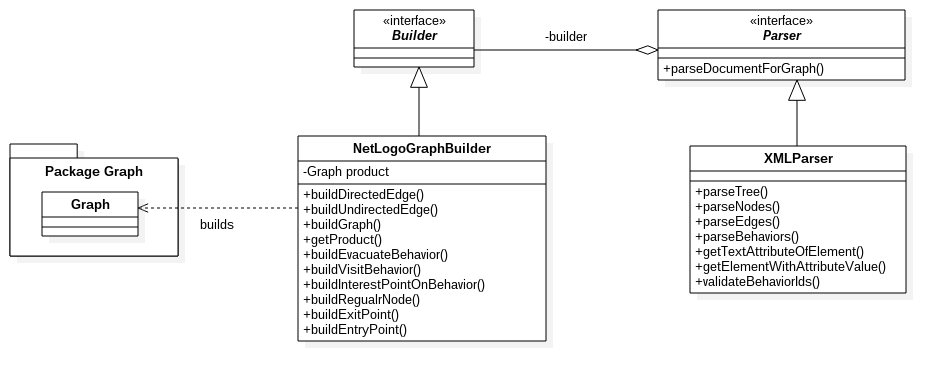 «interface»
Builder
-builder
«interface»
Parser
+parseDocumentForGraph()
Package Graph
Graph
builds
NetLogoGraphBuilder
-Graph product
+buildDirectedEdge()
+buildUndirectedEdge()
+buildGraph()
+getProduct()
+buildEvacuateBehavior()
+buildVisitBehavior()
+buildInterestPointOnBehavior()
+buildRegualrNode()
+buildExitPoint()
+buildEntryPoint()
XMLParser
+parseTree()
+parseNodes()
+parseEdges()
+parseBehaviors()
+getTextAttributeOfElement()
+getElementWithAttributeValue()
+validateBehaviorIds()